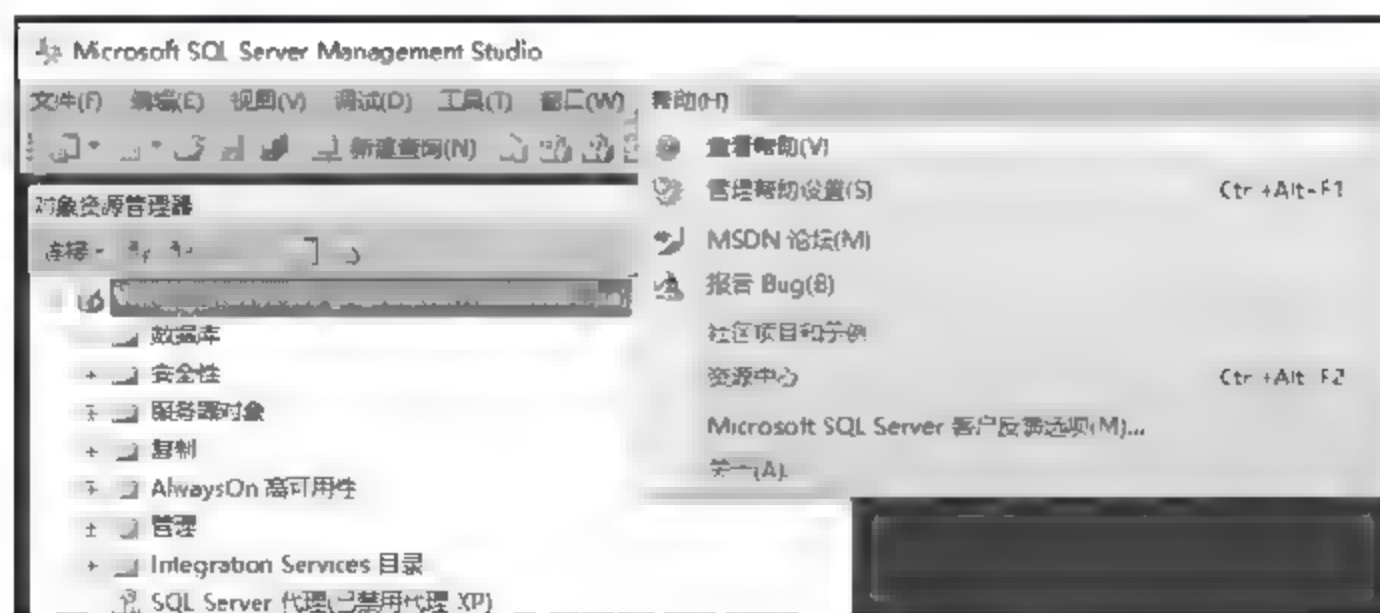 Microsoft SQL Server Management Studio
文件(F) 编辑(E) 视图(V) 调试(D) 工具(T) 窗口(W) 帮助(H)
新建查询(N)
查看帮助(V)
管理帮助设置(S) Ctrl+Alt+F1
MSDN 论坛(M)
报告 Bug(B)
社区项目和示例
资源中心 Ctrl+Alt+F2
Microsoft SQL Server 客户反馈选项(M)...
关于(A)...
对象资源管理器
连接
数据库
安全性
服务器对象
复制
AlwaysOn 高可用性
管理
Integration Services 目录
SQL Server 代理(已禁用代理 XP)